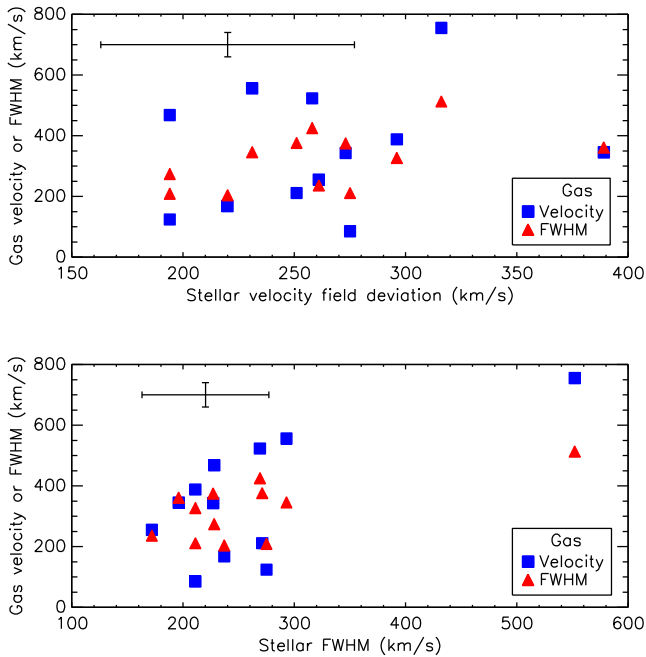 800
600
400
200
0
Gas velocity or FWHM (km/s)
Gas
Velocity
FWHM
150 200 250 300 350 400
Stellar velocity field deviation (km/s)
800
600
400
200
0
Gas velocity or FWHM (km/s)
Gas
Velocity
FWHM
100 200 300 400 500 600
Stellar FWHM (km/s)